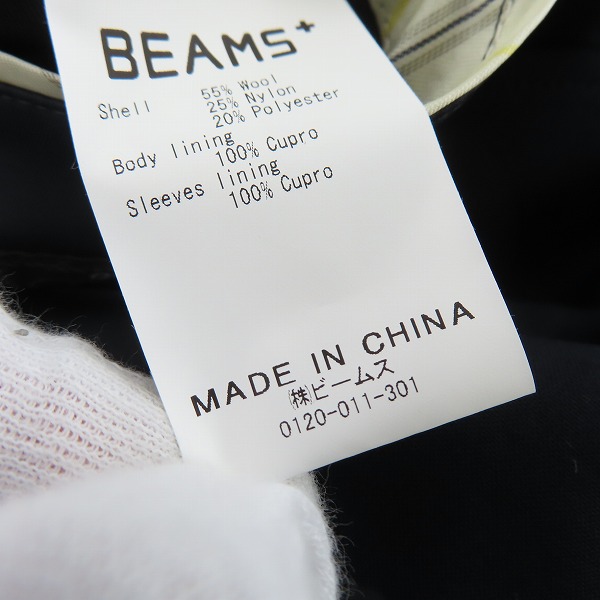 BEAMS+
Shell 55% Wool
25% Nylon
20% Polyester
Body lining
100% Cupro
Sleeves lining
100% Cupro
MADE IN CHINA
㈱ビームス
0120-011-301